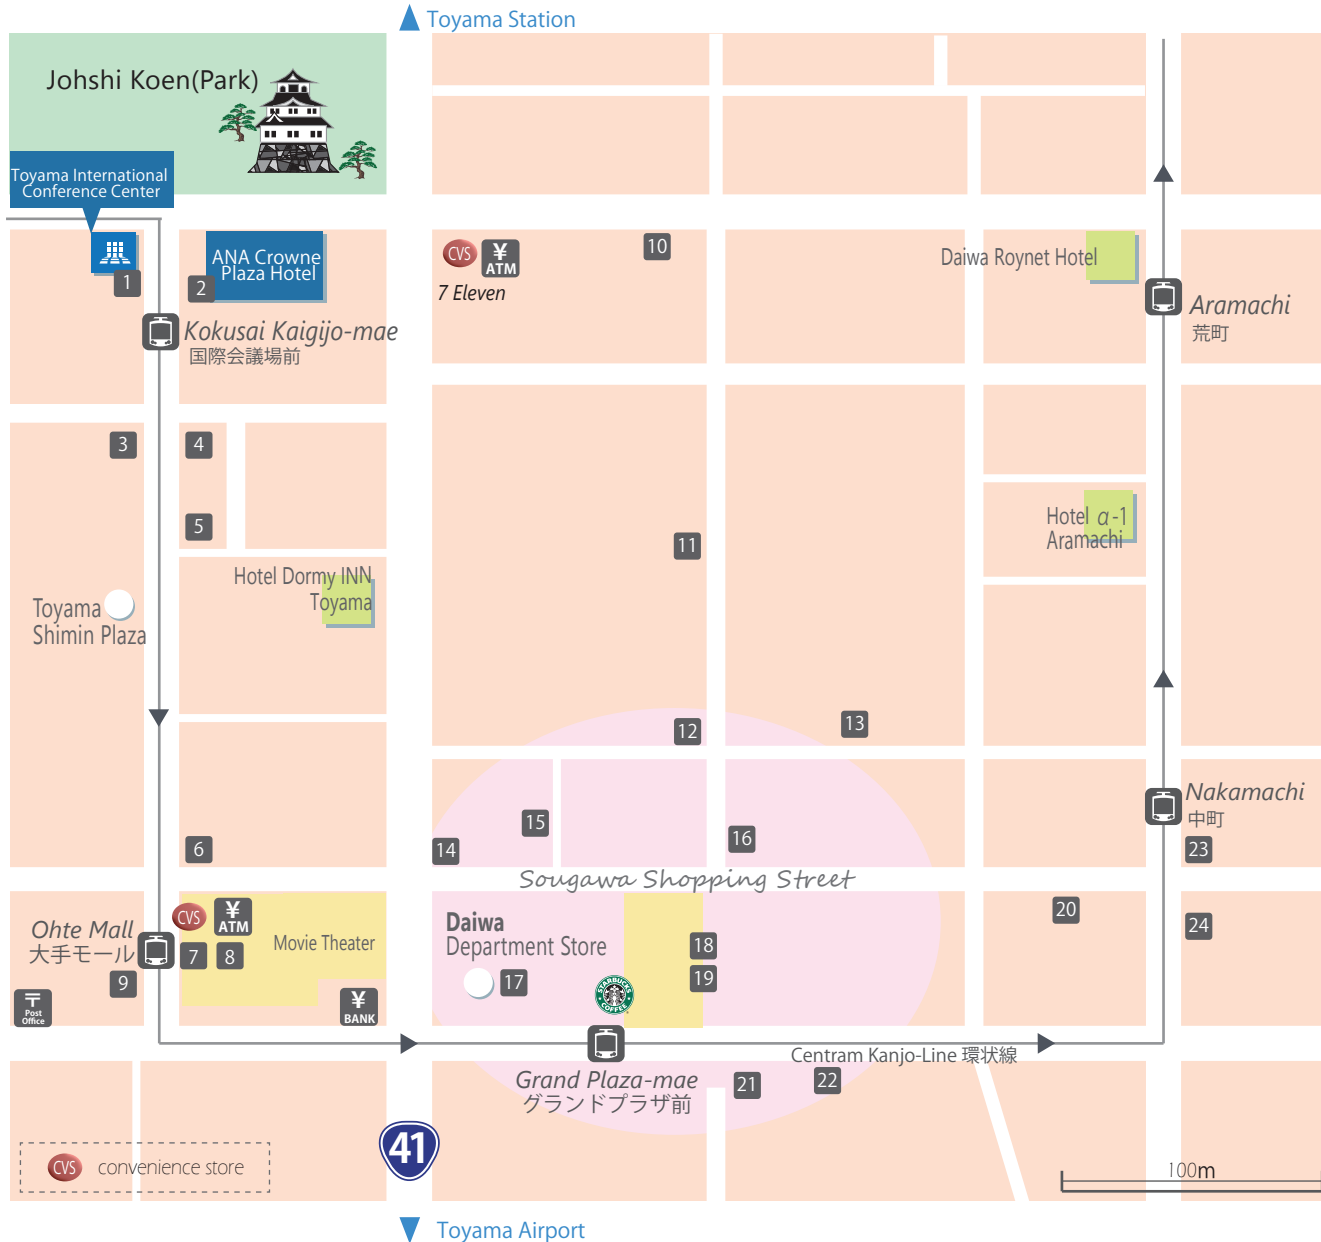 Toyama Station
Johshi Koen(Park)
Toyama International
Conference Center
ANA Crowne
Plaza Hotel
1
2
CVS
¥
ATM
7 Eleven
10
Daiwa Roynet Hotel
Aramachi
荒町
Kokusai Kaigijo-mae
国際会議場前
3
4
5
11
Hotel α-1
Aramachi
Hotel Dormy INN
Toyama
Toyama
Shimin Plaza
12
13
15
14
16
6
Nakamachi
中町
23
Sougawa Shopping Street
Ohte Mall
大手モール
9
CVS
¥
ATM
7
8
Movie Theater
Daiwa
Department Store
17
18
19
20
24
〒
Post
Office
¥
BANK
STARBUCKS
COFFEE
Centram Kanjo-Line 環状線
Grand Plaza-mae
グランドプラザ前
21
22
41
CVS
convenience store
100m
Toyama Airport